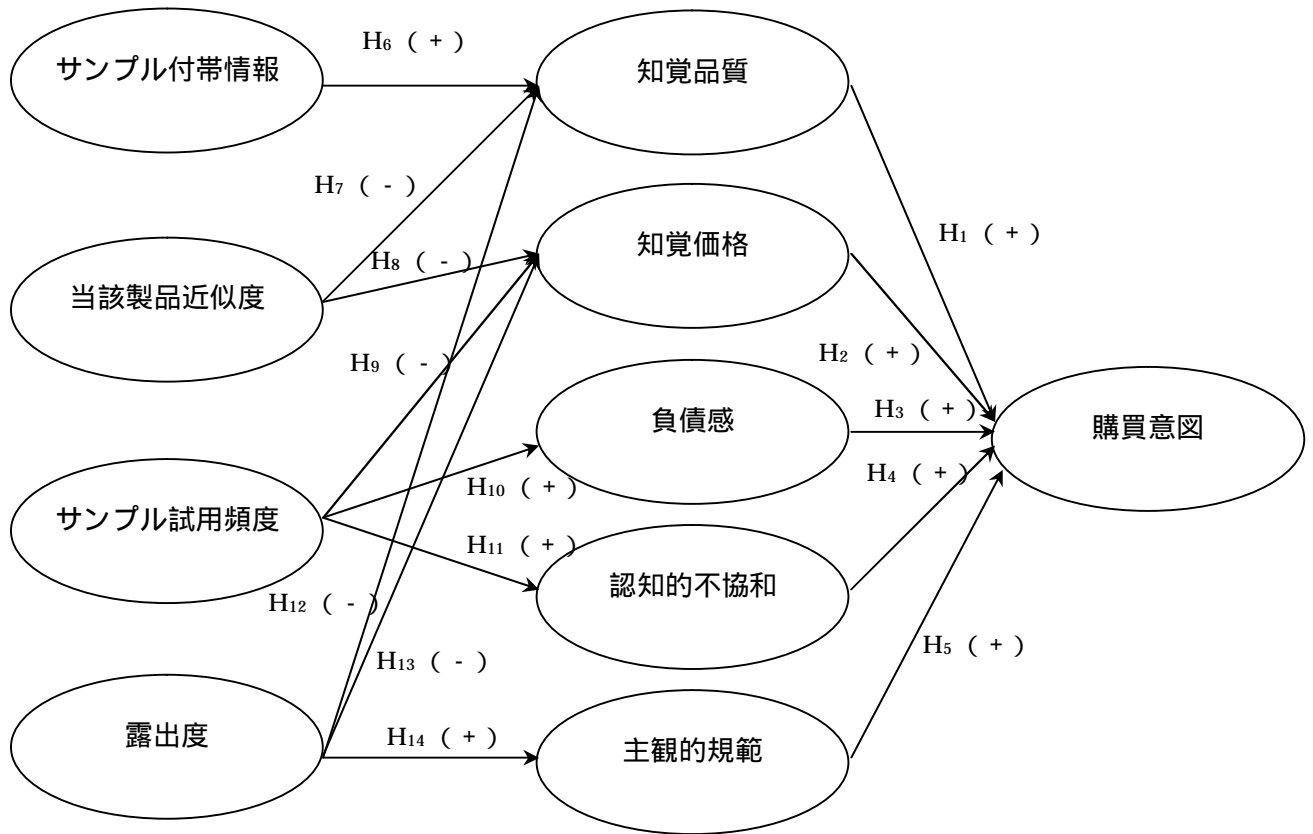 サンプル付帯情報
H₆ ( + )
知覚品質
H₇ ( - )
H₁ ( + )
当該製品近似度
H₈ ( - )
知覚価格
H₉ ( - )
H₂ ( + )
負債感
H₃ ( + )
購買意図
サンプル試用頻度
H₁₀ ( + )
H₄ ( + )
H₁₁ ( + )
認知的不協和
H₁₂ ( - )
H₁₃ ( - )
H₅ ( + )
露出度
H₁₄ ( + )
主観的規範